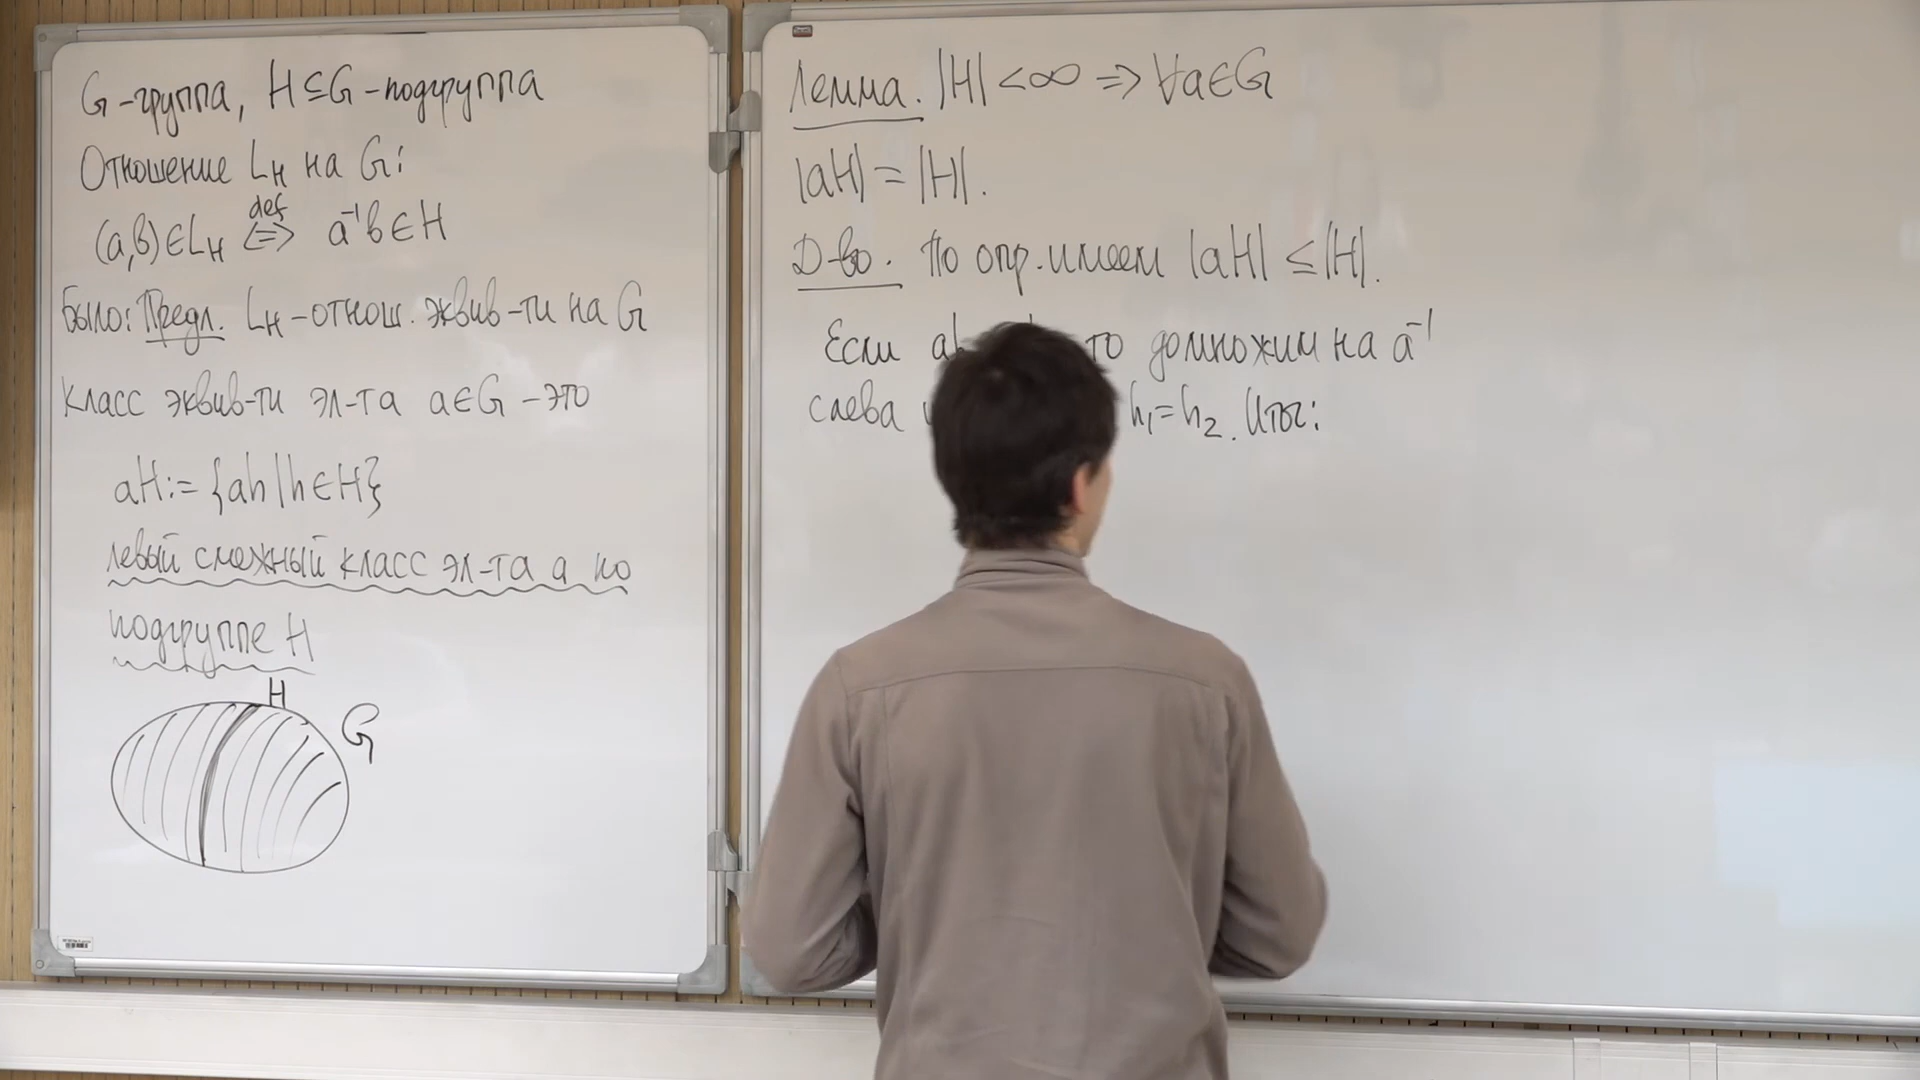 G-группа, H⊆G-подгруппа
Отношение L_H на G:
(a,b)∈L_H ⟺ def a⁻¹b∈H
Было: Предл. L_H-отнош. эквив-ти на G
Класс эквив-ти эл-та a∈G - это
aH:= {ah | h∈H}
левый смежный класс эл-та a по
подгруппе H
H
G
Лемма. |H| < ∞ ⇒ ∀a∈G
|aH| = |H|.
Д-во. По опр. имеем |aH| ≤ |H|.
Если то домножим на a⁻¹
слева h₁=h₂. Итог: